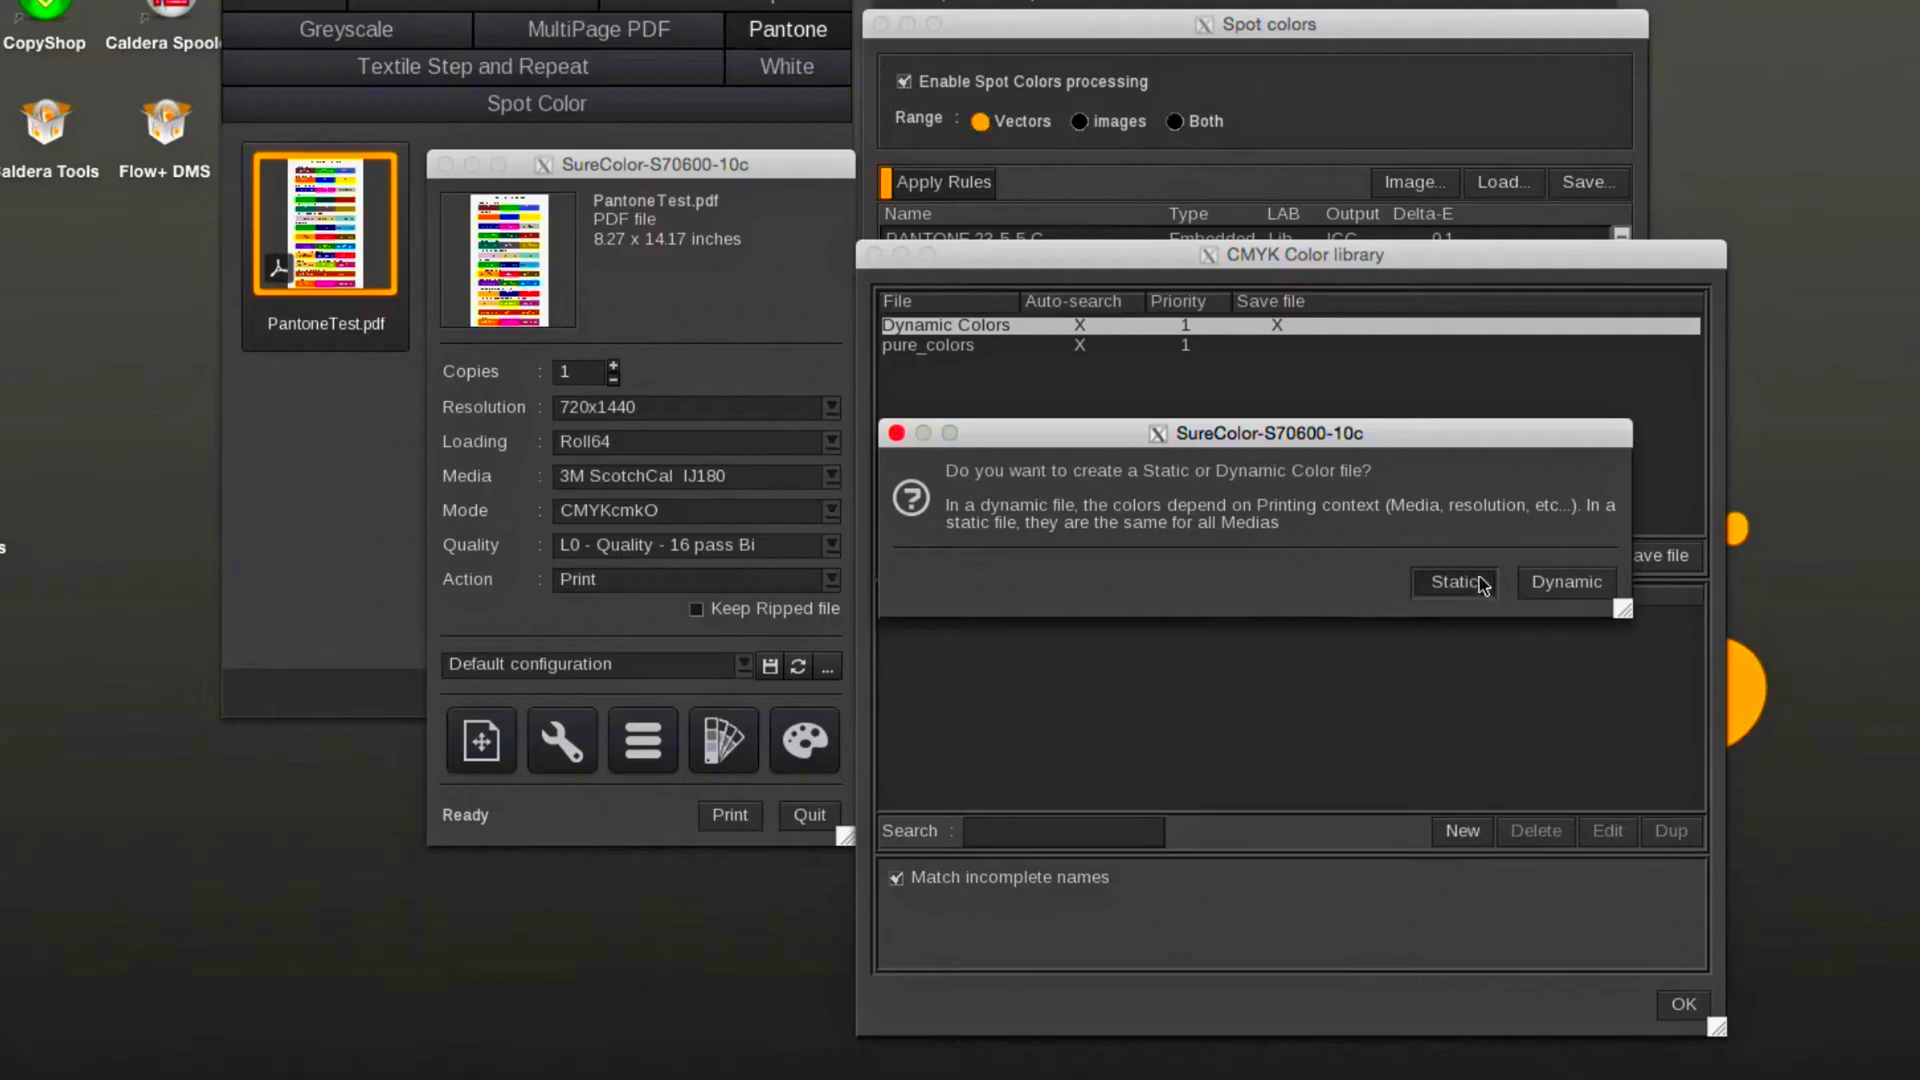 CopyShop
Caldera Spool
aldera Tools
Flow+ DMS
s
Greyscale
MultiPage PDF
Pantone
Textile Step and Repeat
White
Spot Color
PantoneTest.pdf
SureColor-S70600-10c
PantoneTest.pdf
PDF file
8.27 x 14.17 inches
Copies : 1
Resolution : 720x1440
Loading : Roll64
Media : 3M ScotchCal IJ180
Mode : CMYKcmkO
Quality : L0 - Quality - 16 pass Bi
Action : Print
Keep Ripped file
Default configuration
...
Ready
Print
Quit
Spot colors
Enable Spot Colors processing
Range : Vectors images Both
Apply Rules
Image...
Load...
Save...
Name Type LAB Output Delta-E
CMYK Color library
File Auto-search Priority Save file
Dynamic Colors X 1 X
pure_colors X 1
SureColor-S70600-10c
Do you want to create a Static or Dynamic Color file?
In a dynamic file, the colors depend on Printing context (Media, resolution, etc...). In a
static file, they are the same for all Medias
Static
Dynamic
ave file
Search :
New
Delete
Edit
Dup
Match incomplete names
OK